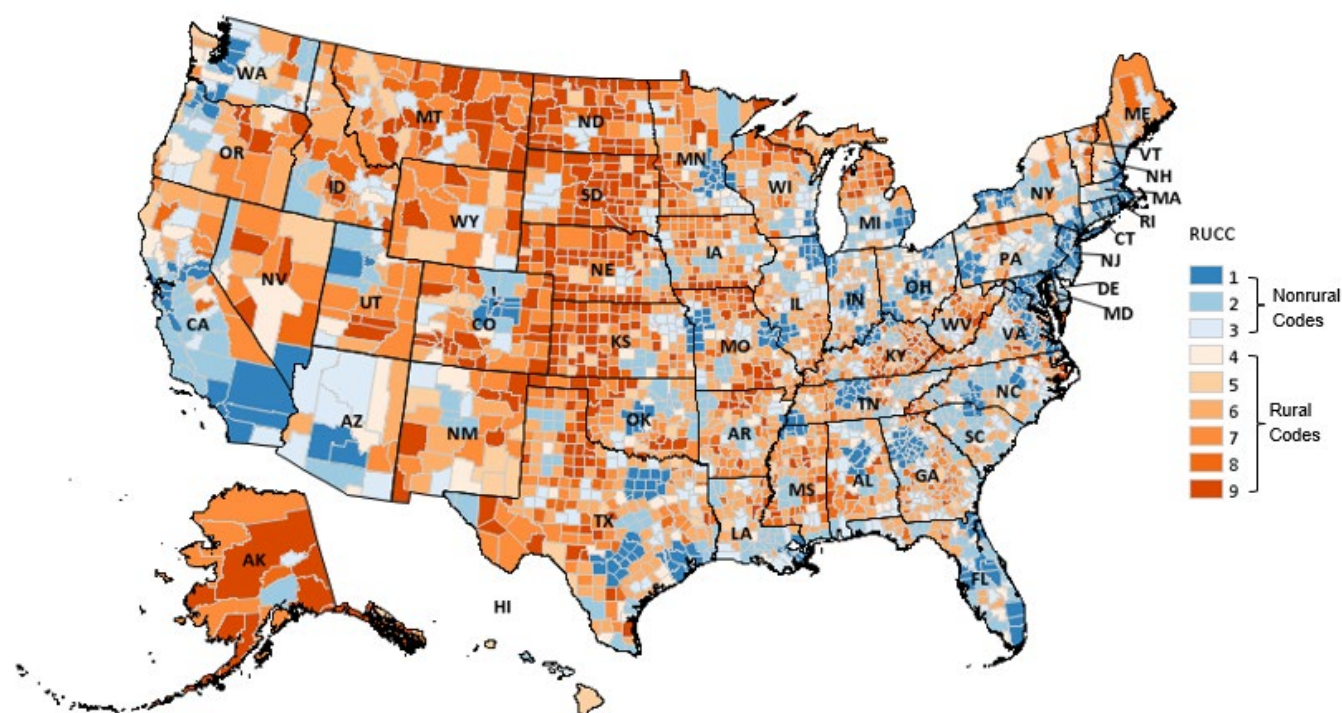 WA
MT
ND
MN
ME
OR
ID
SD
WI
VT
NH
NY
MA
WY
MI
RI
CT
IA
NE
PA
NJ
NV
UT
CO
IL
IN
OH
DE
MD
CA
KS
MO
WV
VA
KY
NC
TN
AZ
NM
OK
AR
SC
MS
AL
GA
TX
LA
AK
FL
HI
RUCC
1
2
3
Nonrural
Codes
4
5
6
7
8
9
Rural
Codes